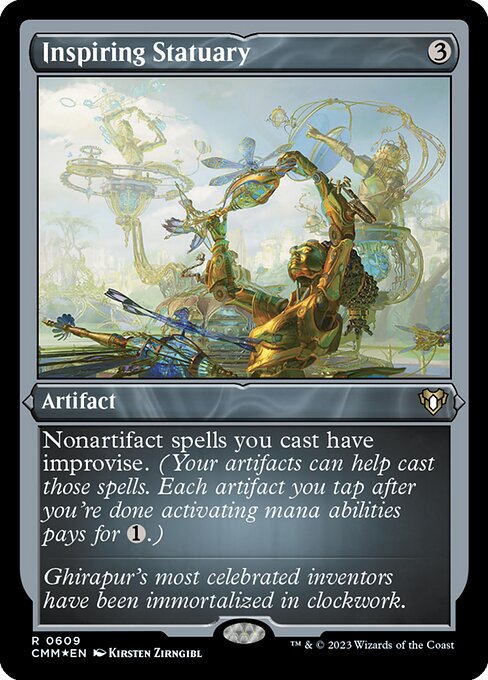 Inspiring Statuary 3
Artifact
Nonartifact spells you cast have
improvise. (Your artifacts can help cast
those spells. Each artifact you tap after
you're done activating mana abilities
pays for 1.)
Ghirapur's most celebrated inventors
have been immortalized in clockwork.
R 0609
CMM★EN Kirsten Zirngibl
™ & © 2023 Wizards of the Coast